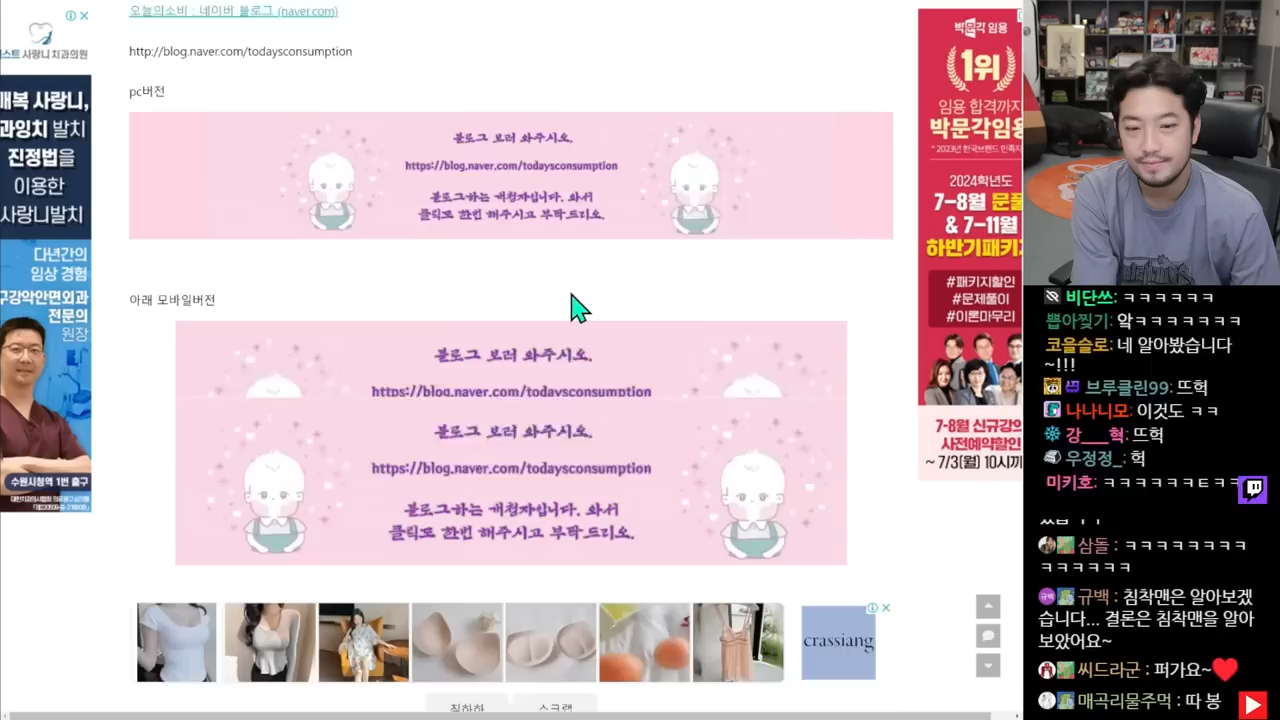 오늘의소비 : 네이버 블로그 (naver.com)
http://blog.naver.com/todaysconsumption
pc버전
블로그 보러 와주시오.
https://blog.naver.com/todaysconsumption
블로그하는 개청자입니다. 와서
클릭도 한번 해주시고 부탁드리오.
아래 모바일버전
블로그 보러 와주시오.
https://blog.naver.com/todaysconsumption
블로그 보러 와주시오.
https://blog.naver.com/todaysconsumption
블로그하는 개청자입니다. 와서
클릭도 한번 해주시고 부탁드리오.
crassiang
침하하
스크랩
사랑니 치과의원
매복 사랑니,
과잉치 발치
진정법을
이용한
사랑니발치
다년간의
임상 경험
구강악안면외과
전문의
원장
수원시청역 1번 출구
박문각 임용
1위
임용 합격까지
박문각임용
2024학년도
7-8월 문풀
& 7-11월
하반기패키지
#패키지할인
#문제풀이
#이론마무리
7-8월 신규강의
사전예약할인
~ 7/3(월) 10시까
비단쓰: ㅋㅋㅋㅋㅋㅋ
뽑아찢기: 앜ㅋㅋㅋㅋㅋㅋㅋ
코을슬로: 네 알아봤습니다
~!!!
브루클린99: 뜨헉
나나니모: 이것도 ㅋㅋ
강___혁: 뜨헉
우정정_: 헉
미키호: ㅋㅋㅋㅋㅋㅋㅌㅋㅋ
삼돌 : ㅋㅋㅋㅋㅋㅋㅋㅋ
ㅋㅋㅋㅋㅋㅋ
규백 : 침착맨은 알아보겠
습니다... 결론은 침착맨을 알아
보았어요~
씨드라군 : 퍼가요~
매곡리물주먹 : 따 봉